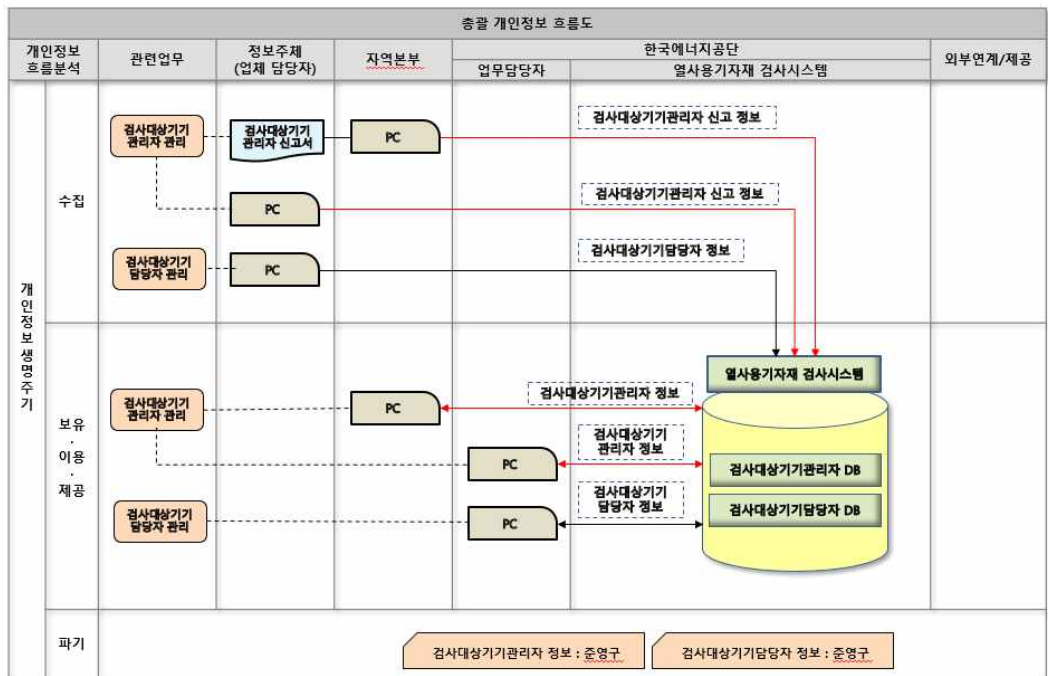 총괄 개인정보 흐름도
개인정보
흐름분석
관련업무
정보주체
(업체 담당자)
자역본부
한국에너지공단
업무담당자
열사용기자재 검사시스템
외부연계/제공
개인정보생명주기
수집
검사대상기기
관리자 관리
검사대상기기
관리자 신고서
PC
검사대상기기관리자 신고 정보
PC
검사대상기기관리자 신고 정보
검사대상기기
담당자 관리
PC
검사대상기기담당자 정보
보유
·
이용
·
제공
열사용기자재 검사시스템
검사대상기기
관리자 관리
PC
검사대상기기관리자 정보
PC
검사대상기기
관리자 정보
검사대상기기관리자 DB
검사대상기기
담당자 관리
PC
검사대상기기
담당자 정보
검사대상기기담당자 DB
파기
검사대상기기관리자 정보 : 준영구
검사대상기기담당자 정보 : 준영구